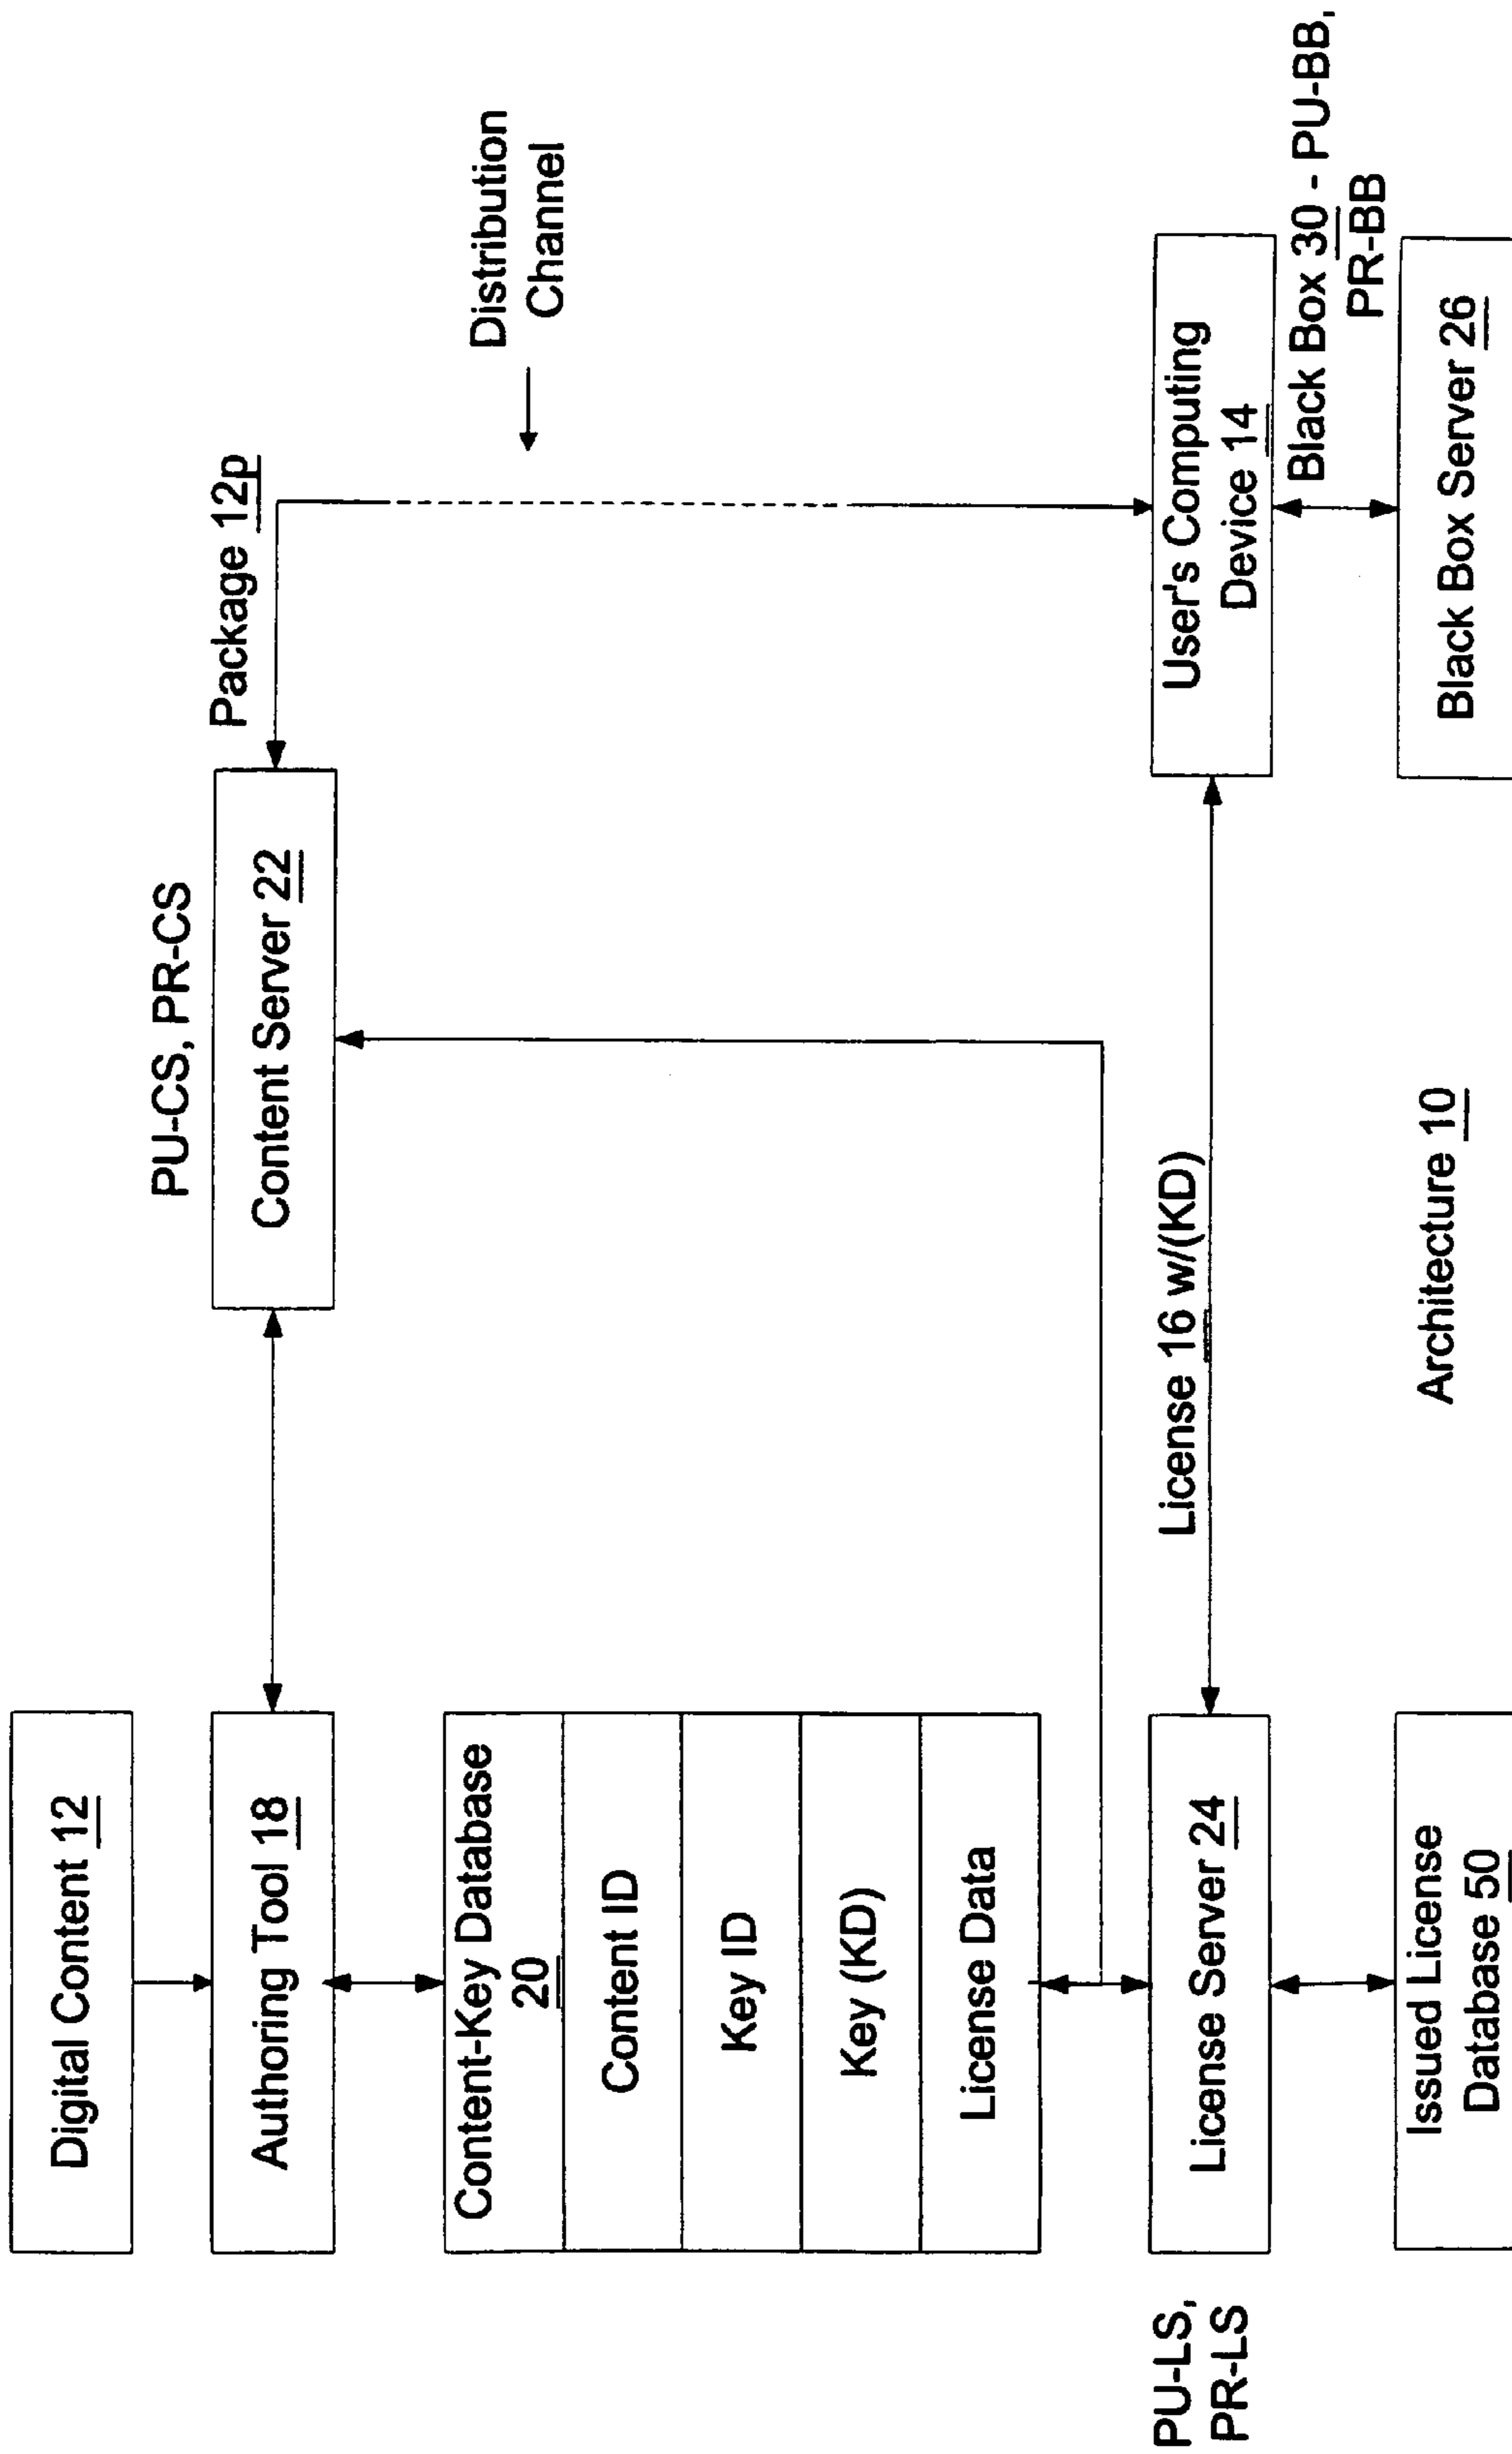 Digital Content 12
Authoring Tool 18
Content-Key Database
20
Content ID
Key ID
Key (KD)
License Data
PU-LS,
PR-LS
License Server 24
Issued License
Database 50
PU-CS, PR-CS
Content Server 22
Package 12p
Distribution
Channel
License 16 w/(KD)
User's Computing
Device 14
Black Box 30 - PU-BB,
PR-BB
Black Box Server 26
Architecture 10